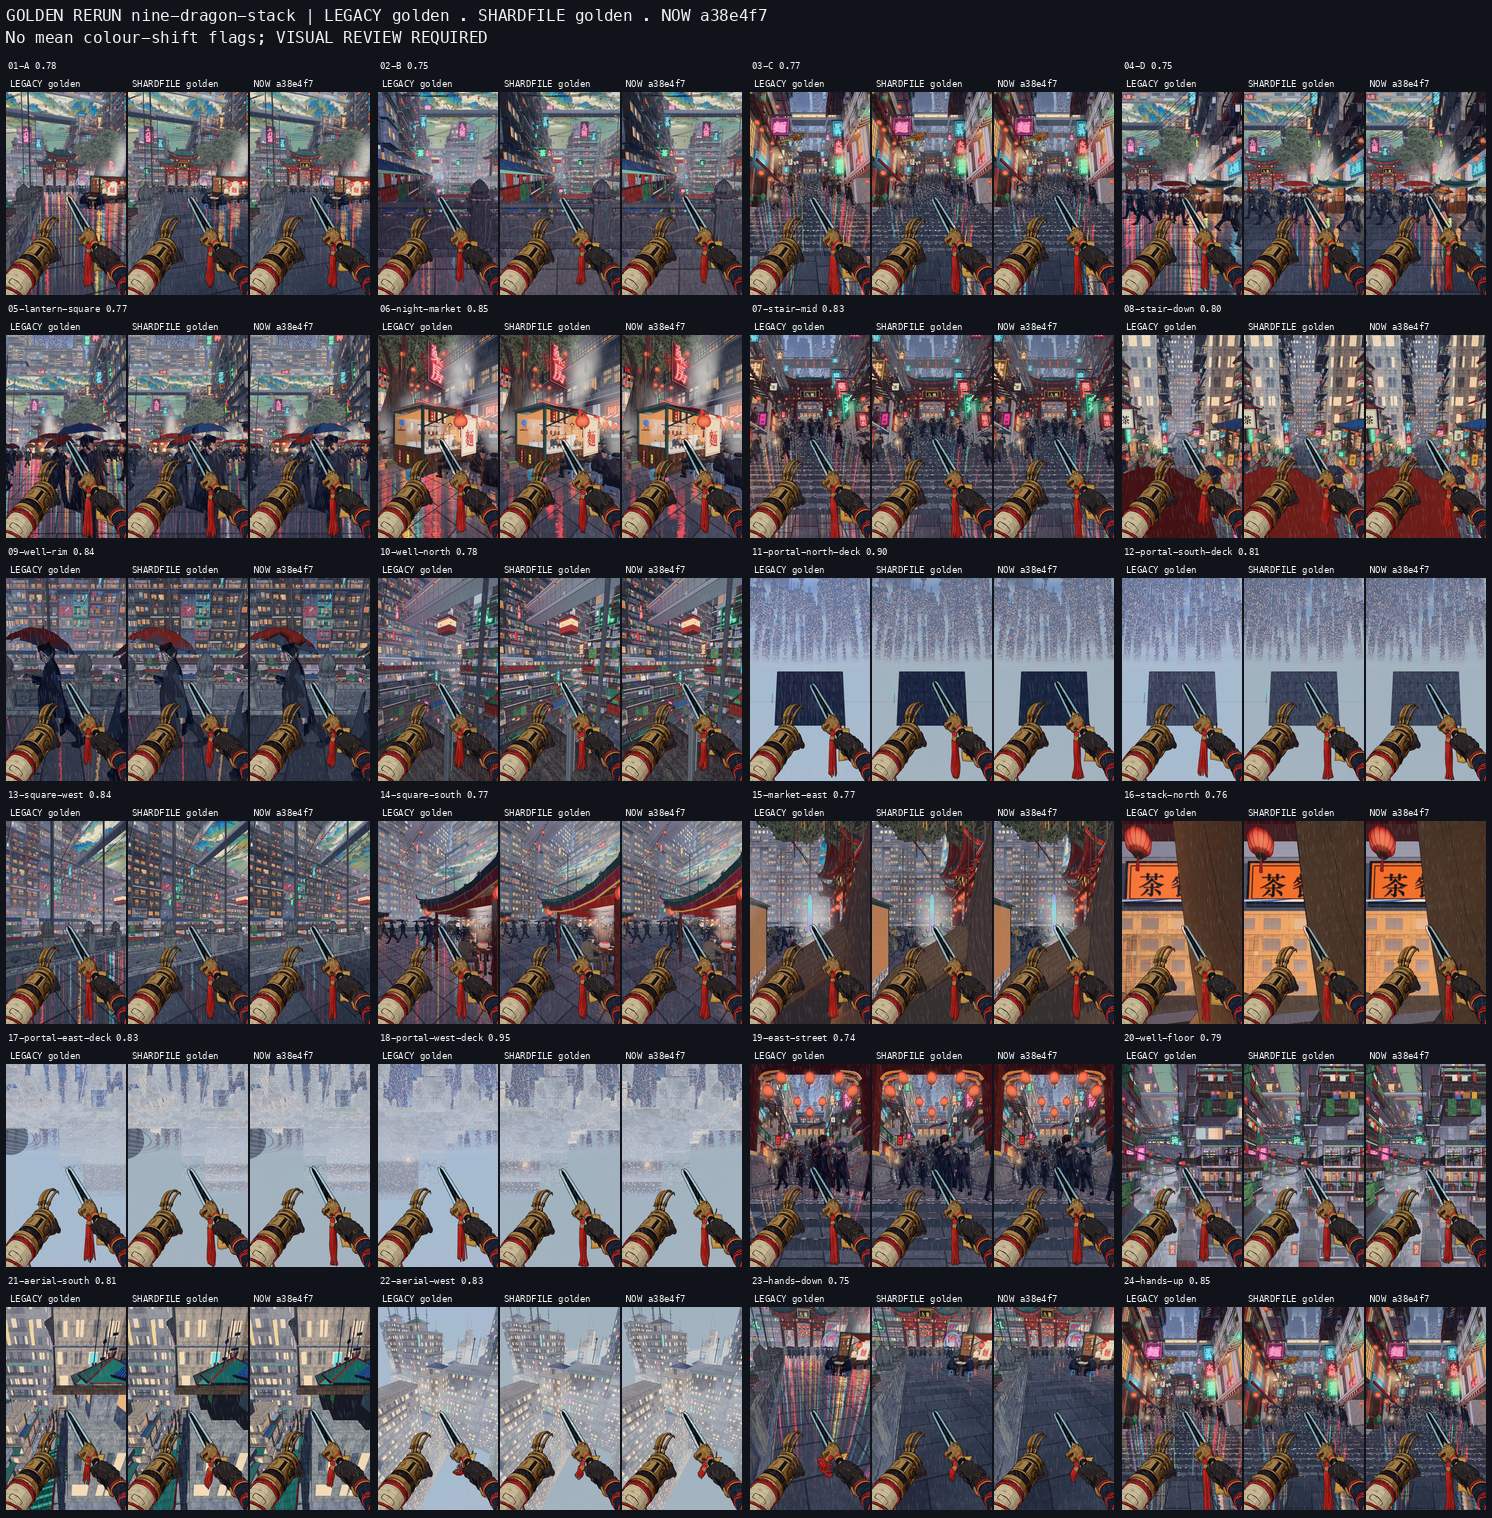 GOLDEN RERUN nine-dragon-stack | LEGACY golden . SHARDFILE golden . NOW a38e4f7
No mean colour-shift flags; VISUAL REVIEW REQUIRED
01-A 0.78
LEGACY golden SHARDFILE golden NOW a38e4f7
02-B 0.75
LEGACY golden SHARDFILE golden NOW a38e4f7
03-C 0.77
LEGACY golden SHARDFILE golden NOW a38e4f7
04-D 0.75
LEGACY golden SHARDFILE golden NOW a38e4f7
05-lantern-square 0.77
LEGACY golden SHARDFILE golden NOW a38e4f7
06-night-market 0.85
LEGACY golden SHARDFILE golden NOW a38e4f7
07-stair-mid 0.83
LEGACY golden SHARDFILE golden NOW a38e4f7
08-stair-down 0.80
LEGACY golden SHARDFILE golden NOW a38e4f7
茶
茶
茶
09-well-rim 0.84
LEGACY golden SHARDFILE golden NOW a38e4f7
10-well-north 0.78
LEGACY golden SHARDFILE golden NOW a38e4f7
11-portal-north-deck 0.90
LEGACY golden SHARDFILE golden NOW a38e4f7
12-portal-south-deck 0.81
LEGACY golden SHARDFILE golden NOW a38e4f7
13-square-west 0.84
LEGACY golden SHARDFILE golden NOW a38e4f7
14-square-south 0.77
LEGACY golden SHARDFILE golden NOW a38e4f7
15-market-east 0.77
LEGACY golden SHARDFILE golden NOW a38e4f7
16-stack-north 0.76
LEGACY golden SHARDFILE golden NOW a38e4f7
茶
茶
茶
17-portal-east-deck 0.83
LEGACY golden SHARDFILE golden NOW a38e4f7
18-portal-west-deck 0.95
LEGACY golden SHARDFILE golden NOW a38e4f7
19-east-street 0.74
LEGACY golden SHARDFILE golden NOW a38e4f7
20-well-floor 0.79
LEGACY golden SHARDFILE golden NOW a38e4f7
21-aerial-south 0.81
LEGACY golden SHARDFILE golden NOW a38e4f7
22-aerial-west 0.83
LEGACY golden SHARDFILE golden NOW a38e4f7
23-hands-down 0.75
LEGACY golden SHARDFILE golden NOW a38e4f7
24-hands-up 0.85
LEGACY golden SHARDFILE golden NOW a38e4f7